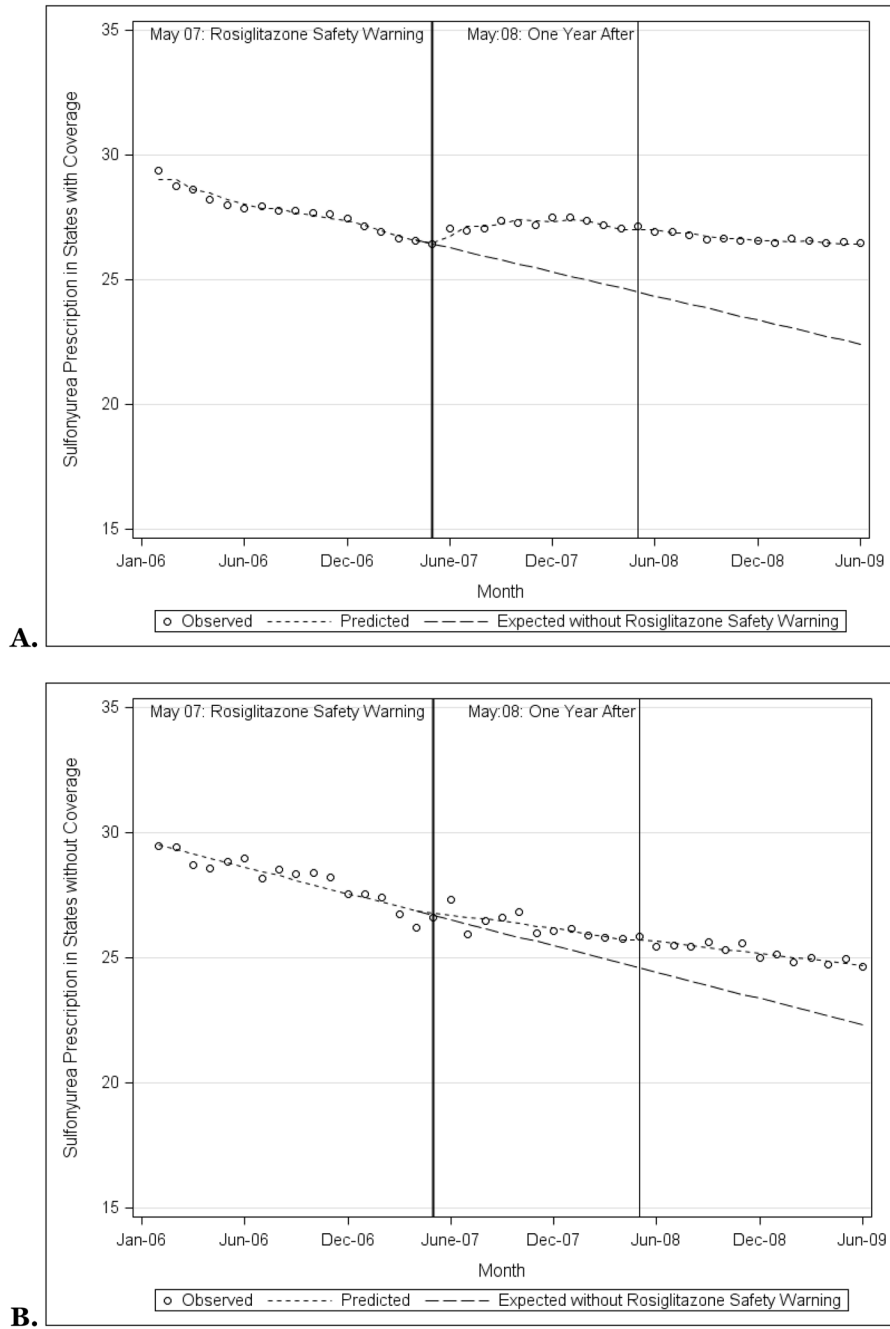 35
May 07: Rosiglitazone Safety Warning
May:08: One Year After
30
25
20
15
Sulfonyurea Prescription in States with Coverage
Jan-06 Jun-06 Dec-06 June-07 Dec-07 Jun-08 Dec-08 Jun-09
Month
Observed Predicted Expected without Rosiglitazone Safety Warning
A.
35
May 07: Rosiglitazone Safety Warning
May:08: One Year After
30
25
20
15
Sulfonyurea Prescription in States without Coverage
Jan-06 Jun-06 Dec-06 June-07 Dec-07 Jun-08 Dec-08 Jun-09
Month
Observed Predicted Expected without Rosiglitazone Safety Warning
B.